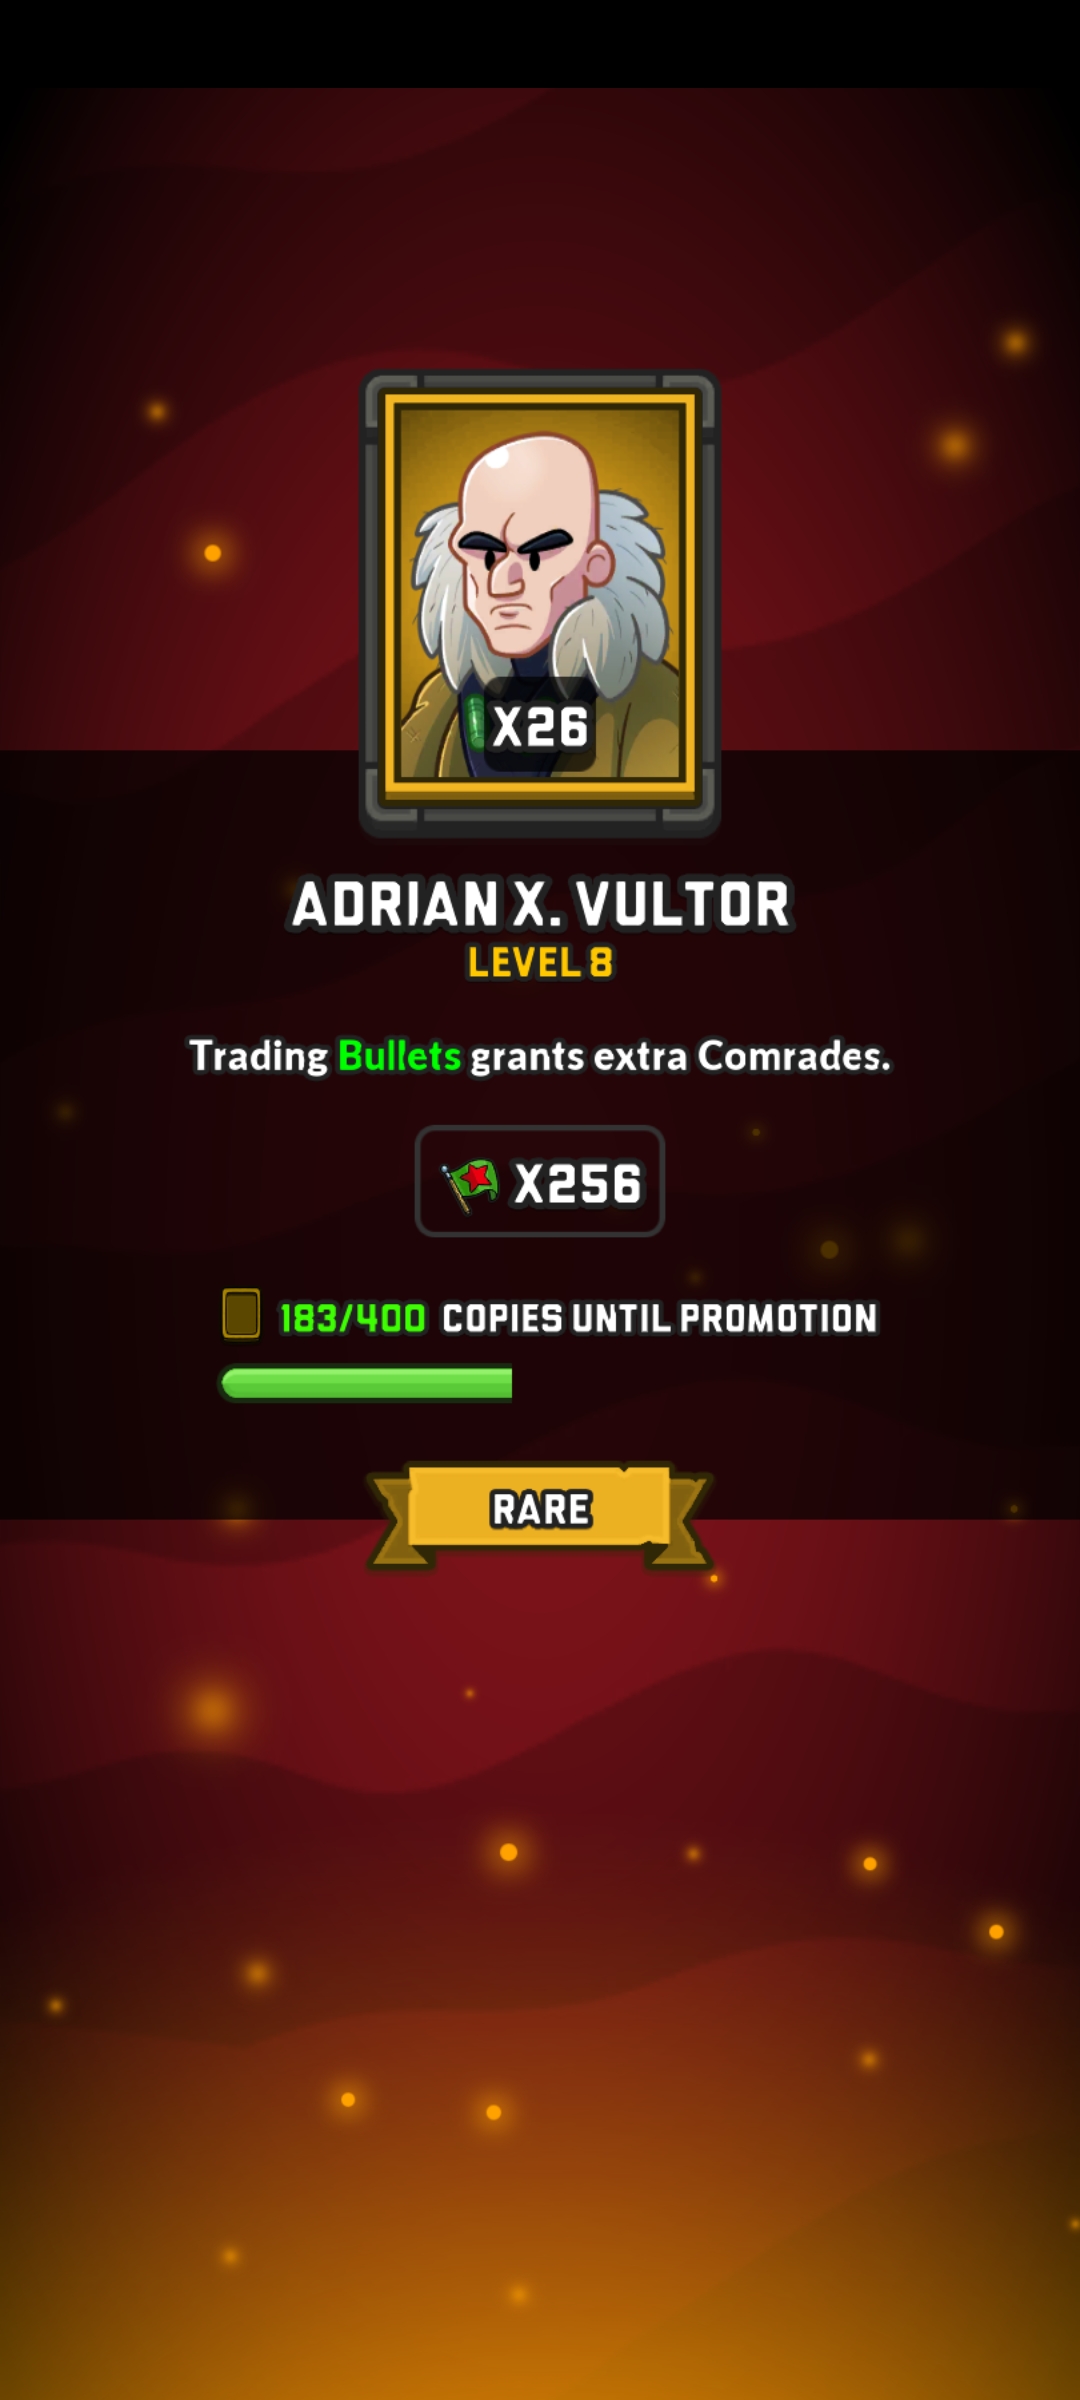 X26
ADRIAN X. VULTOR
LEVEL 8
Trading Bullets grants extra Comrades.
X256
183/400 COPIES UNTIL PROMOTION
RARE